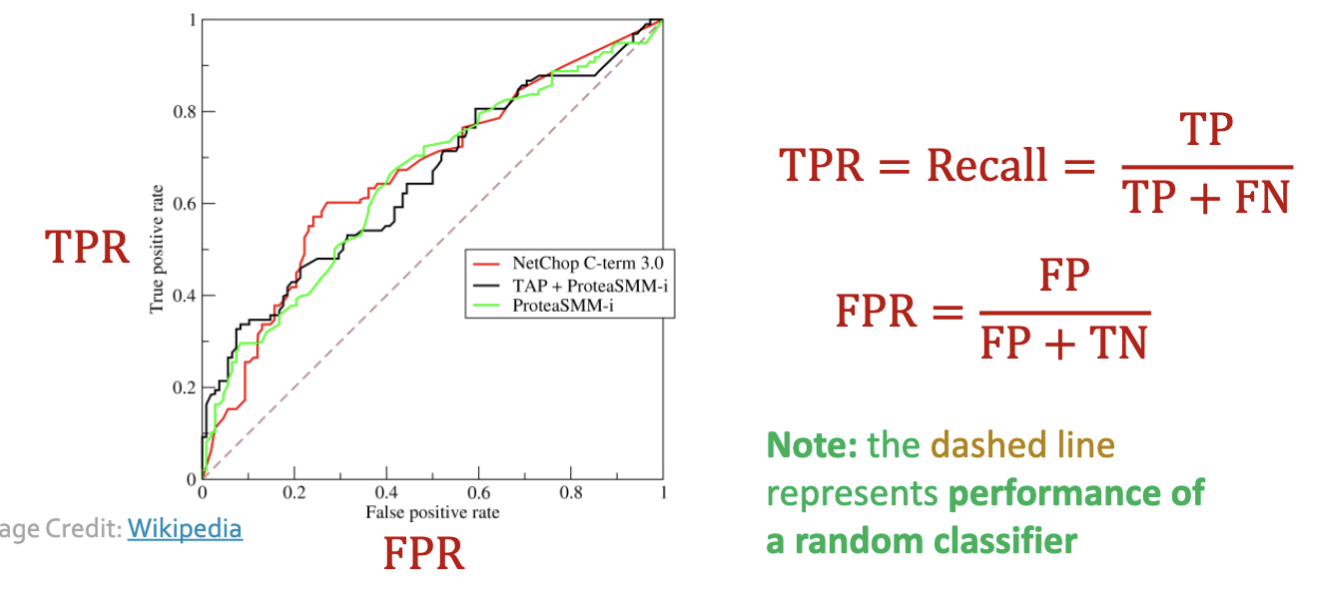 1
0.8
0.6
0.4
0.2
0
True positive rate
TPR
NetChop C-term 3.0
TAP + ProteaSMM-i
ProteaSMM-i
0 0.2 0.4 0.6 0.8 1
False positive rate
age Credit: Wikipedia
FPR
TPR = Recall = TP
TP + FN
FPR = FP
FP + TN
Note: the dashed line
represents performance of
a random classifier